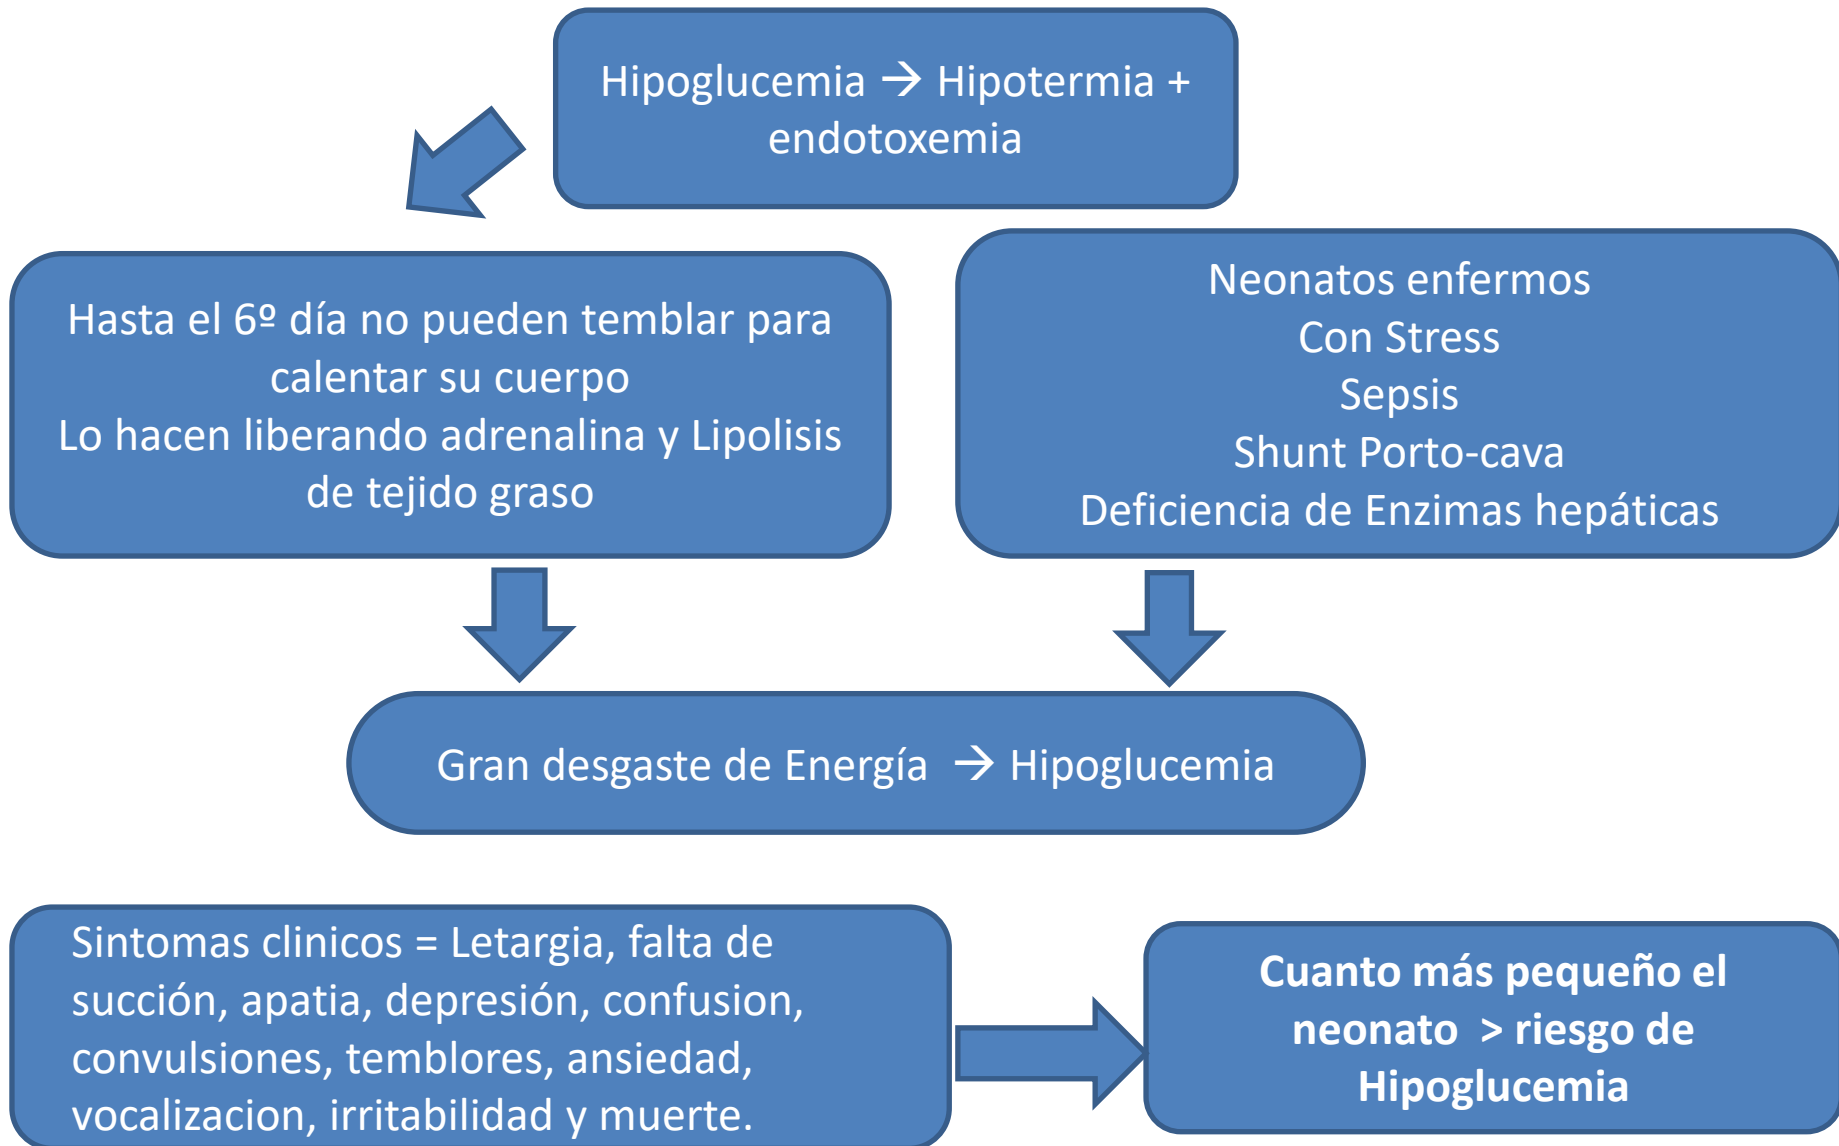 Hipoglucemia → Hipotermia +
endotoxemia
Hasta el 6º día no pueden temblar para
calentar su cuerpo
Lo hacen liberando adrenalina y Lipolisis
de tejido graso
Neonatos enfermos
Con Stress
Sepsis
Shunt Porto-cava
Deficiencia de Enzimas hepáticas
Gran desgaste de Energía → Hipoglucemia
Sintomas clinicos = Letargia, falta de
succión, apatia, depresión, confusion,
convulsiones, temblores, ansiedad,
vocalizacion, irritabilidad y muerte.
Cuanto más pequeño el
neonato > riesgo de
Hipoglucemia